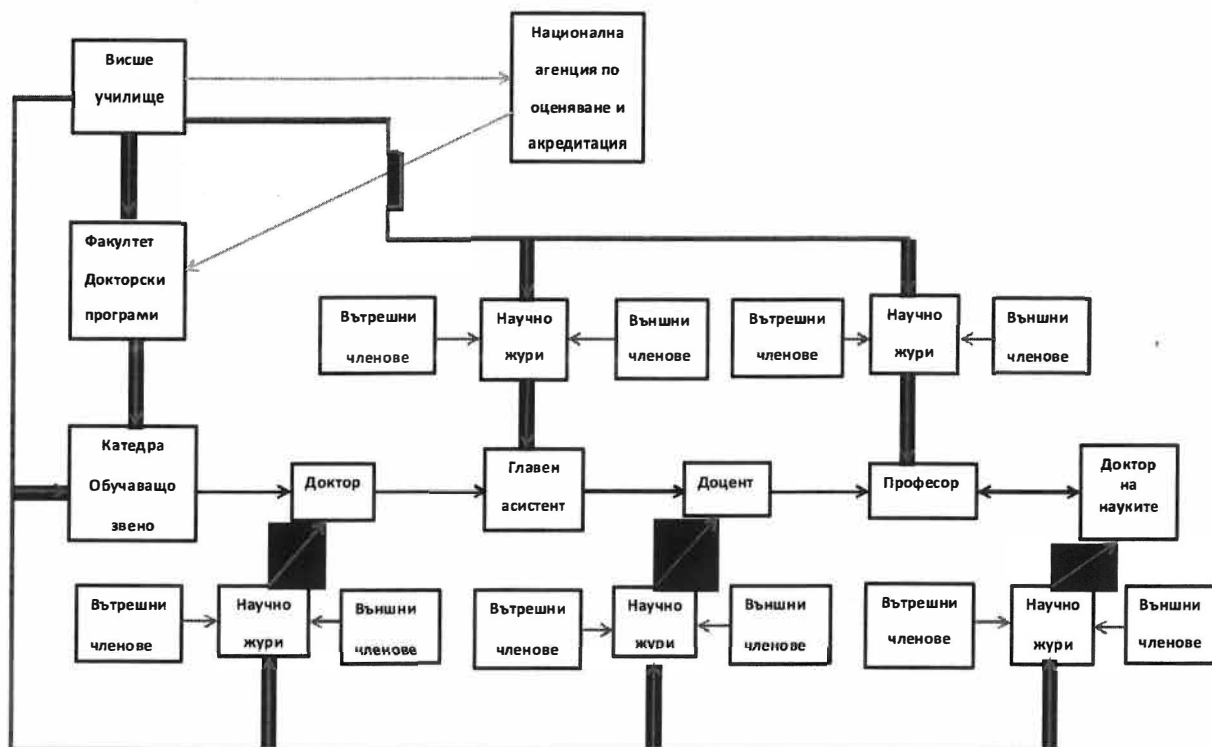 Висше
училище
Национална
агенция по
оценяване и
акредитация
Факултет
Докторски
програми
Вътрешни
членове
Научно
жури
Външни
членове
Вътрешни
членове
Научно
жури
Външни
членове
Катедра
Обучаващо
звено
Доктор
Главен
асистент
Доцент
Професор
Доктор
на
науките
Вътрешни
членове
Научно
жури
Външни
членове
Вътрешни
членове
Научно
жури
Външни
членове
Вътрешни
членове
Научно
жури
Външни
членове